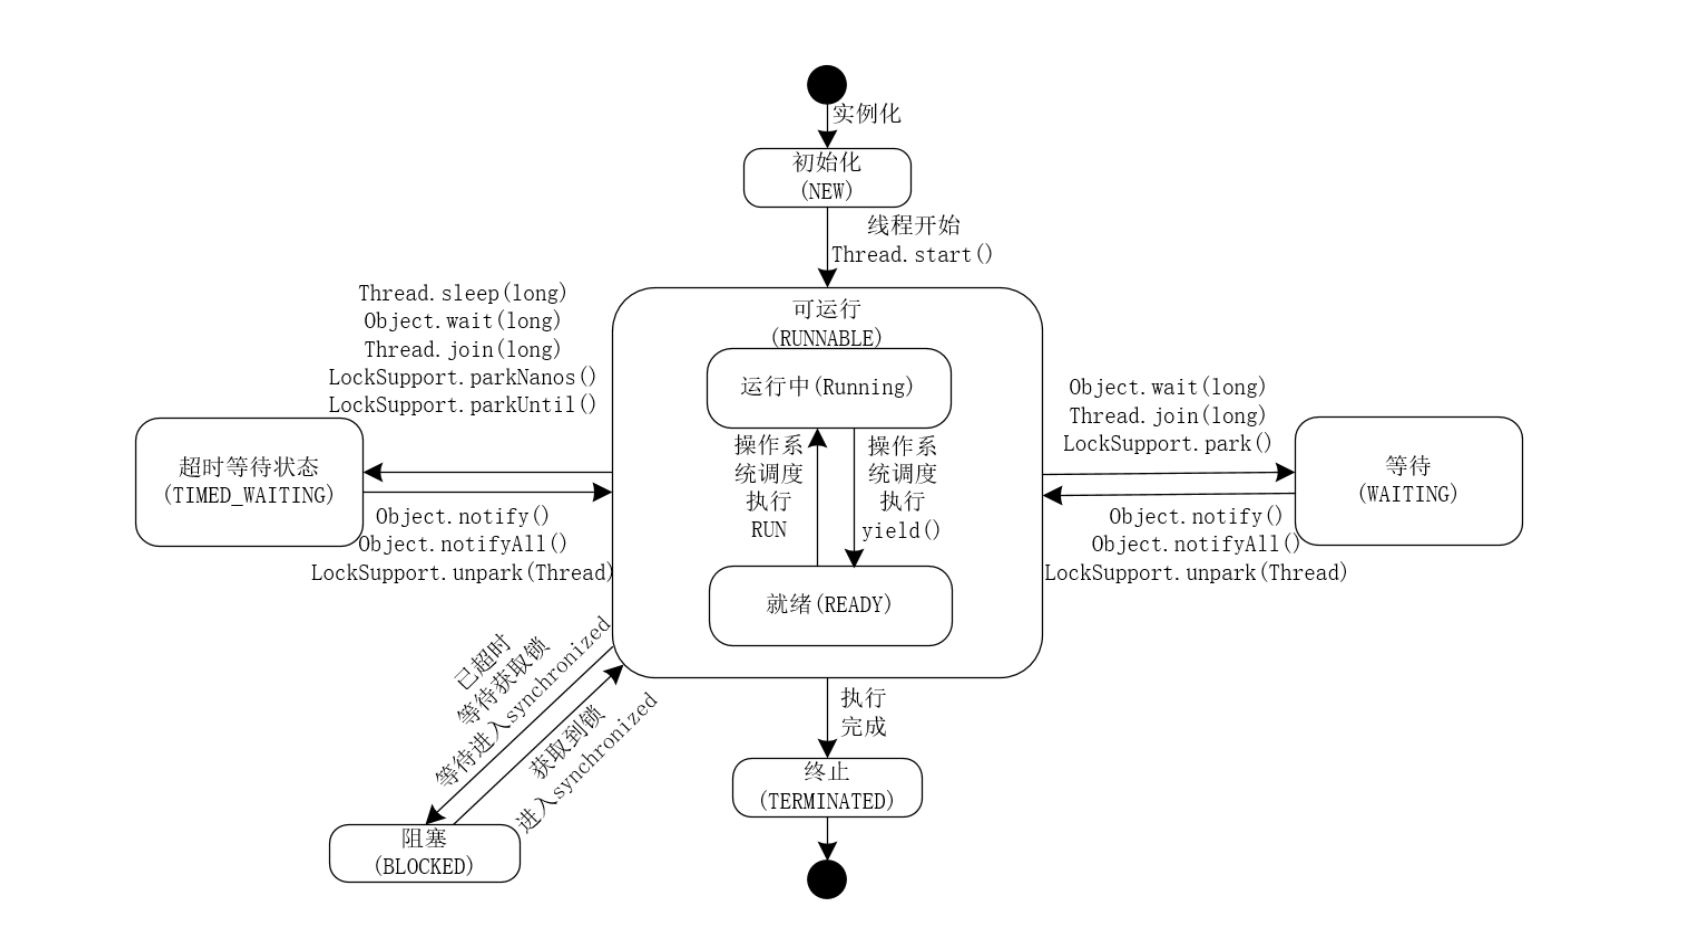 实例化
初始化
(NEW)
线程开始
Thread.start()
Thread.sleep(long)
Object.wait(long)
Thread.join(long)
LockSupport.parkNanos()
LockSupport.parkUntil()
超时等待状态
(TIMED_WAITING)
Object.notify()
Object.notifyAll()
LockSupport.unpark(Thread)
可运行
(RUNNABLE)
运行中(Running)
操作系
统调度
执行
RUN
操作系
统调度
执行
yield()
就绪(READY)
Object.wait(long)
Thread.join(long)
LockSupport.park()
等待
(WAITING)
Object.notify()
Object.notifyAll()
LockSupport.unpark(Thread)
已超时
等待获取锁
等待进入synchronized
获取到锁
进入synchronized
阻塞
(BLOCKED)
执行
完成
终止
(TERMINATED)